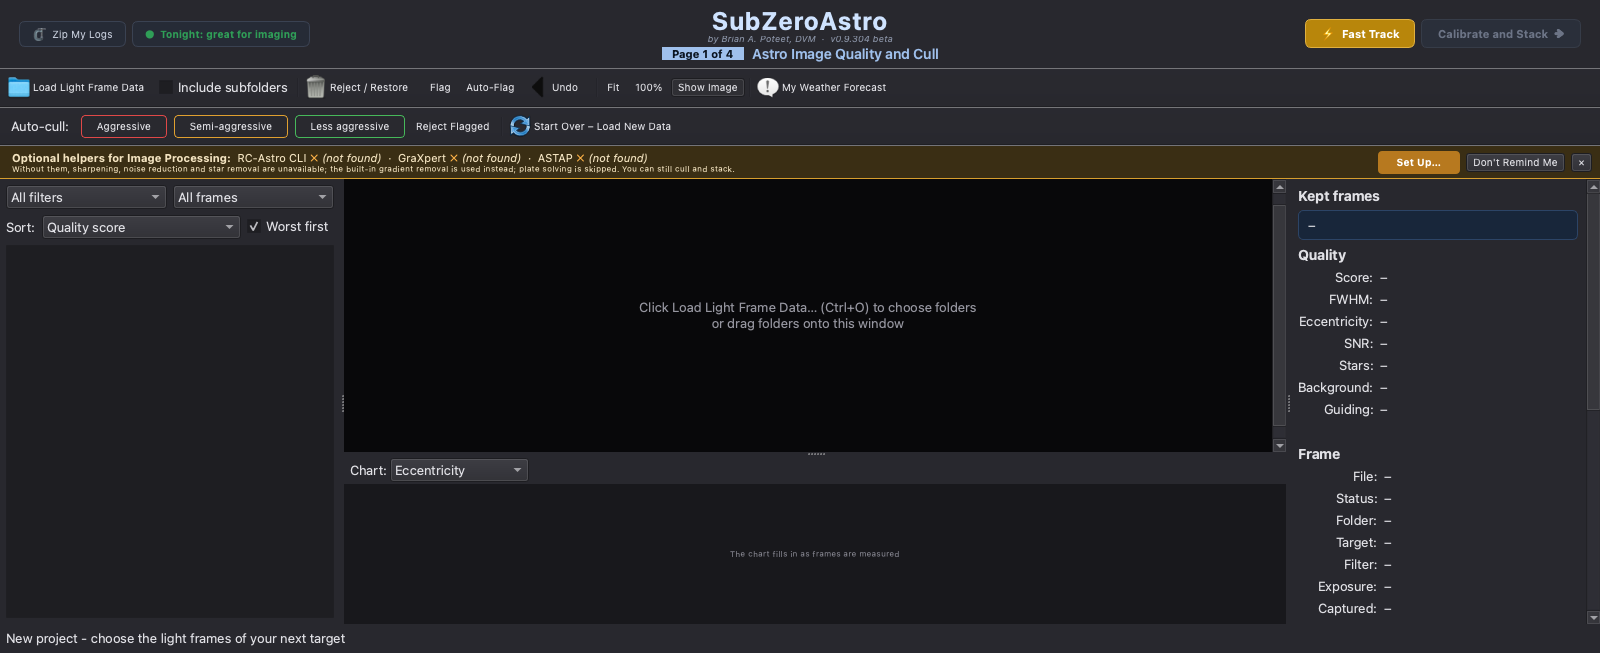 Zip My Logs
Tonight: great for imaging
SubZeroAstro
by Brian A. Poteet, DVM · v0.9.304 beta
Page 1 of 4 Astro Image Quality and Cull
Fast Track
Calibrate and Stack
Load Light Frame Data Include subfolders Reject / Restore Flag Auto-Flag Undo Fit 100% Show Image My Weather Forecast
Auto-cull: Aggressive Semi-aggressive Less aggressive Reject Flagged Start Over – Load New Data
Optional helpers for Image Processing: RC-Astro CLI ✕ (not found) · GraXpert ✕ (not found) · ASTAP ✕ (not found)
Without them, sharpening, noise reduction and star removal are unavailable; the built-in gradient removal is used instead; plate solving is skipped. You can still cull and stack.
Set Up... Don't Remind Me ×
All filters All frames
Sort: Quality score Worst first
Click Load Light Frame Data... (Ctrl+O) to choose folders
or drag folders onto this window
Chart: Eccentricity
The chart fills in as frames are measured
Kept frames
–
Quality
Score: –
FWHM: –
Eccentricity: –
SNR: –
Stars: –
Background: –
Guiding: –
Frame
File: –
Status: –
Folder: –
Target: –
Filter: –
Exposure: –
Captured: –
New project - choose the light frames of your next target